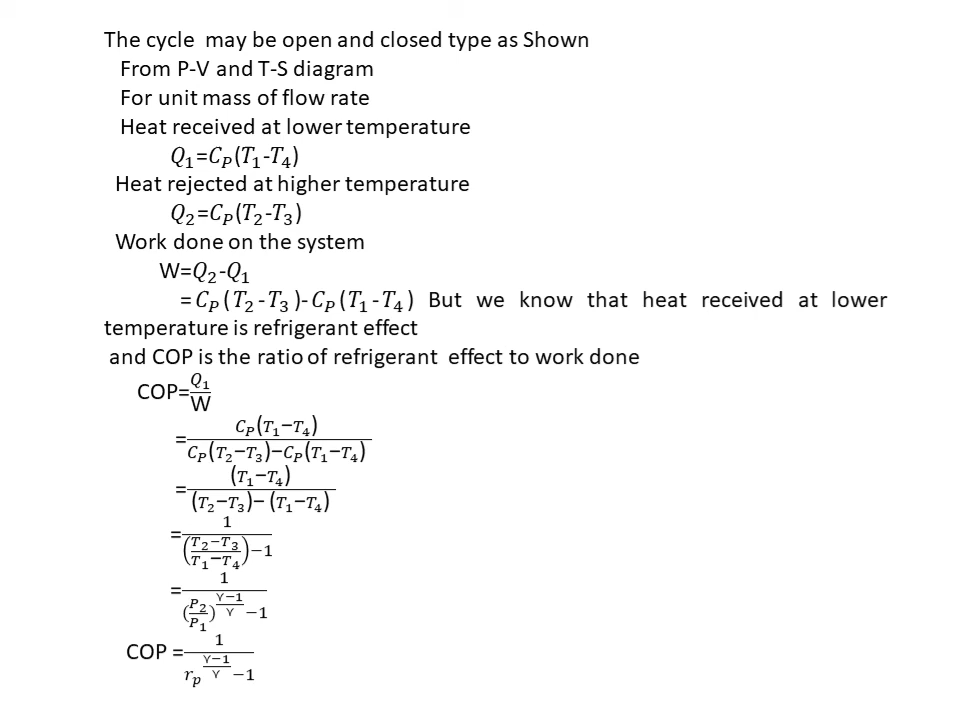 The cycle may be open and closed type as Shown
From P-V and T-S diagram
For unit mass of flow rate
Heat received at lower temperature
Q₁=C_P(T₁-T₄)
Heat rejected at higher temperature
Q₂=C_P(T₂-T₃)
Work done on the system
W=Q₂-Q₁
=C_P(T₂-T₃)-C_P(T₁-T₄) But we know that heat received at lower
temperature is refrigerant effect
and COP is the ratio of refrigerant effect to work done
COP=Q₁/W
=C_P(T₁−T₄)/(C_P(T₂−T₃)−C_P(T₁−T₄))
=(T₁−T₄)/((T₂−T₃)−(T₁−T₄))
=1/(((T₂−T₃)/(T₁−T₄))−1)
=1/((P₂/P₁)^((γ−1)/γ)−1)
COP =1/(r_p^((γ−1)/γ)−1)